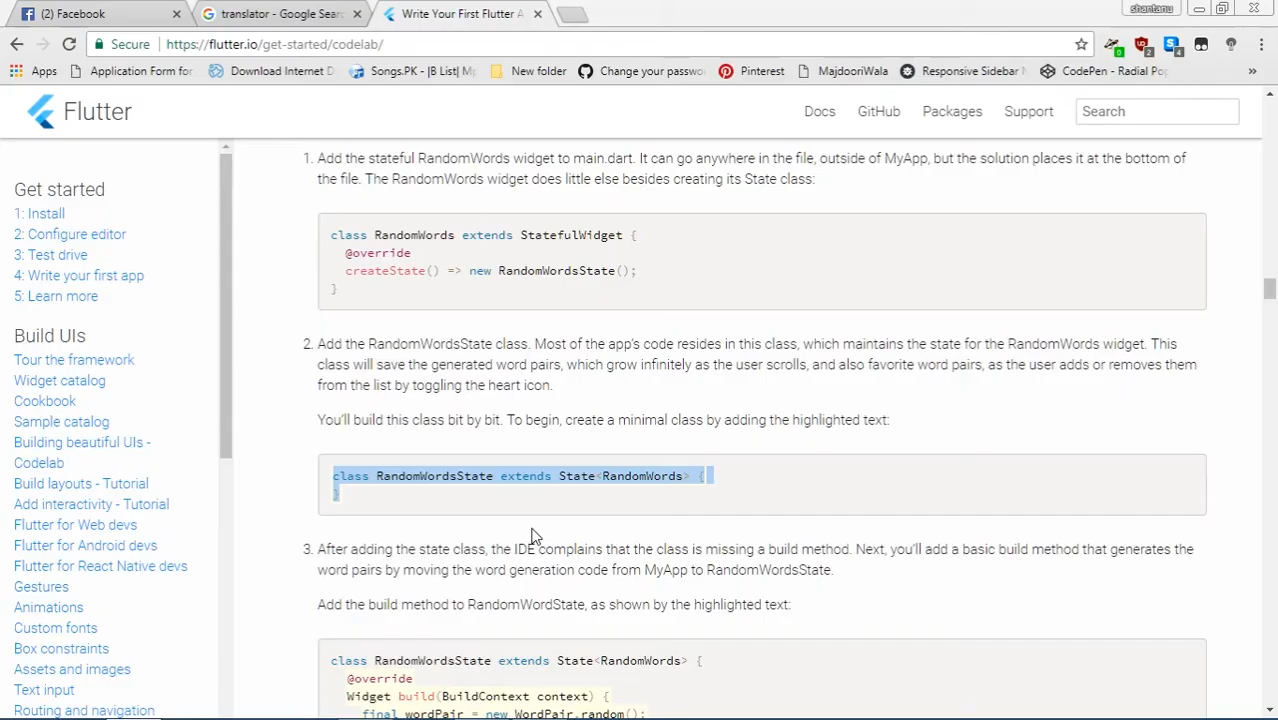 (2) Facebook
translator - Google Sear
Write Your First Flutter A
shantanu
Secure
https://flutter.io/get-started/codelab/
0
2
4
Apps
Application Form for
Download Internet D
Songs.PK - |B List| M
New folder
Change your passwo
Pinterest
MajdooriWala
Responsive Sidebar N
CodePen - Radial Pop
»
Flutter
Docs
GitHub
Packages
Support
Search
Get started
1: Install
2: Configure editor
3: Test drive
4: Write your first app
5: Learn more
Build UIs
Tour the framework
Widget catalog
Cookbook
Sample catalog
Building beautiful UIs -
Codelab
Build layouts - Tutorial
Add interactivity - Tutorial
Flutter for Web devs
Flutter for Android devs
Flutter for React Native devs
Gestures
Animations
Custom fonts
Box constraints
Assets and images
Text input
Routing and navigation
1. Add the stateful RandomWords widget to main.dart. It can go anywhere in the file, outside of MyApp, but the solution places it at the bottom of
the file. The RandomWords widget does little else besides creating its State class:
class RandomWords extends StatefulWidget {
@override
createState() => new RandomWordsState();
}
2. Add the RandomWordsState class. Most of the app's code resides in this class, which maintains the state for the RandomWords widget. This
class will save the generated word pairs, which grow infinitely as the user scrolls, and also favorite word pairs, as the user adds or removes them
from the list by toggling the heart icon.
You'll build this class bit by bit. To begin, create a minimal class by adding the highlighted text:
class RandomWordsState extends State<RandomWords> {
}
3. After adding the state class, the IDE complains that the class is missing a build method. Next, you'll add a basic build method that generates the
word pairs by moving the word generation code from MyApp to RandomWordsState.
Add the build method to RandomWordState, as shown by the highlighted text:
class RandomWordsState extends State<RandomWords> {
@override
Widget build(BuildContext context) {
final wordPair = new WordPair.random();